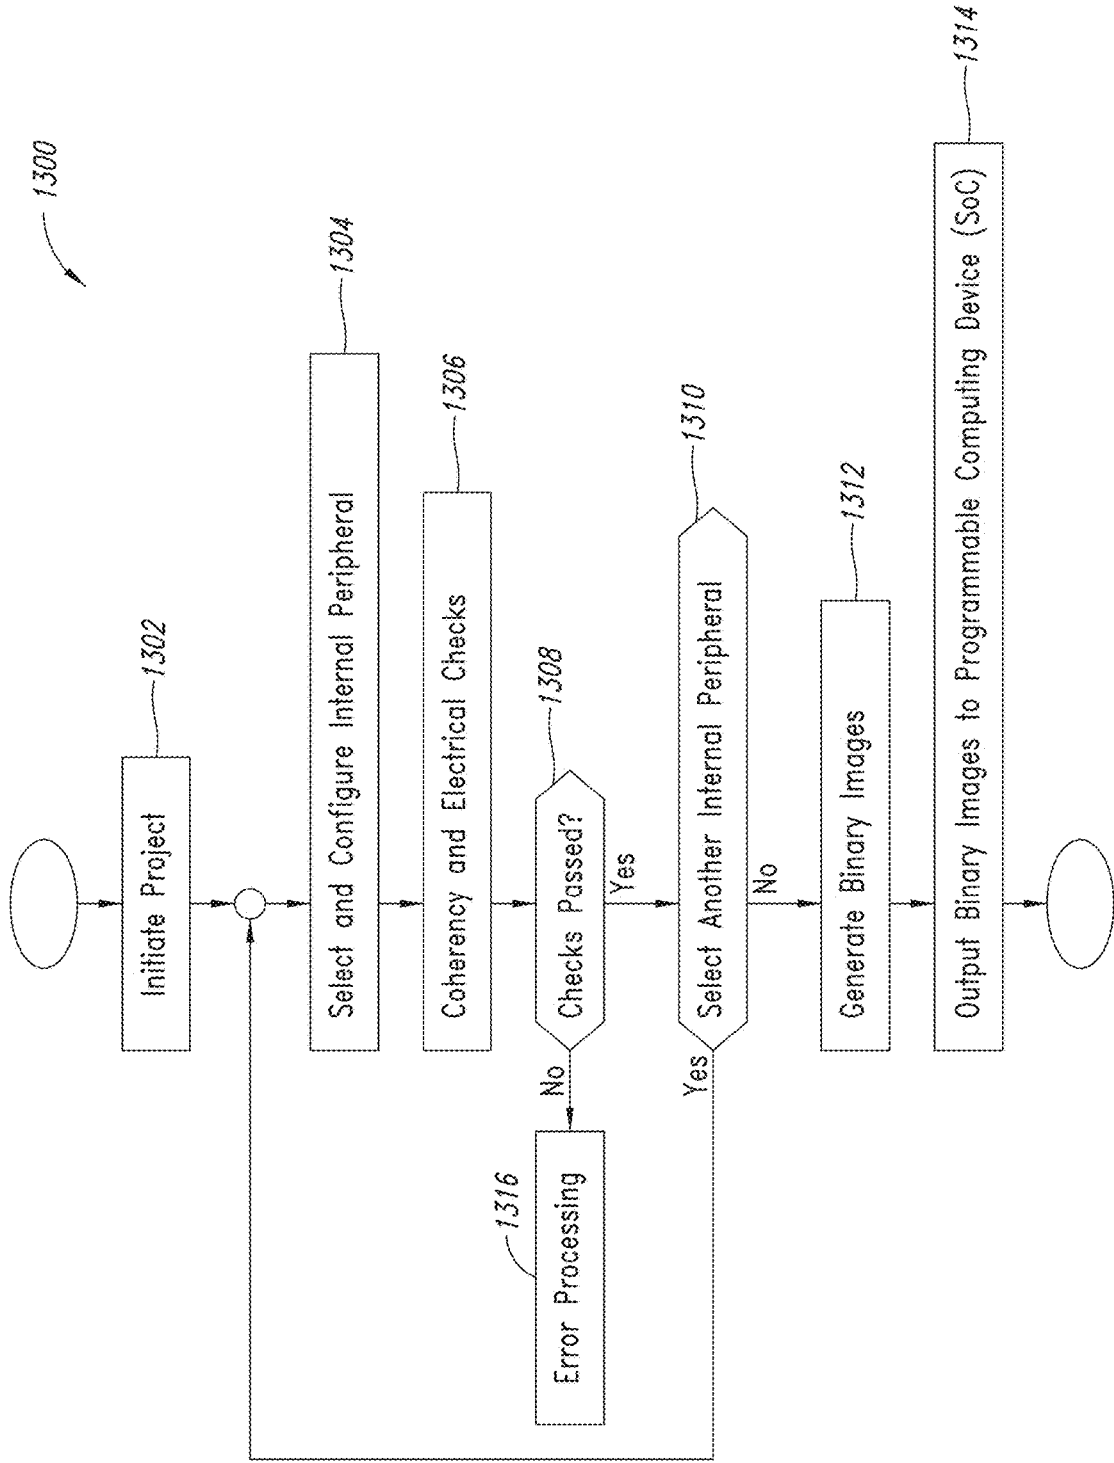 1300
Initiate Project
1302
Select and Configure Internal Peripheral
1304
Coherency and Electrical Checks
1306
Checks Passed?
1308
No
Yes
Error Processing
1316
Select Another Internal Peripheral
1310
Yes
No
Generate Binary Images
1312
Output Binary Images to Programmable Computing Device (SoC)
1314